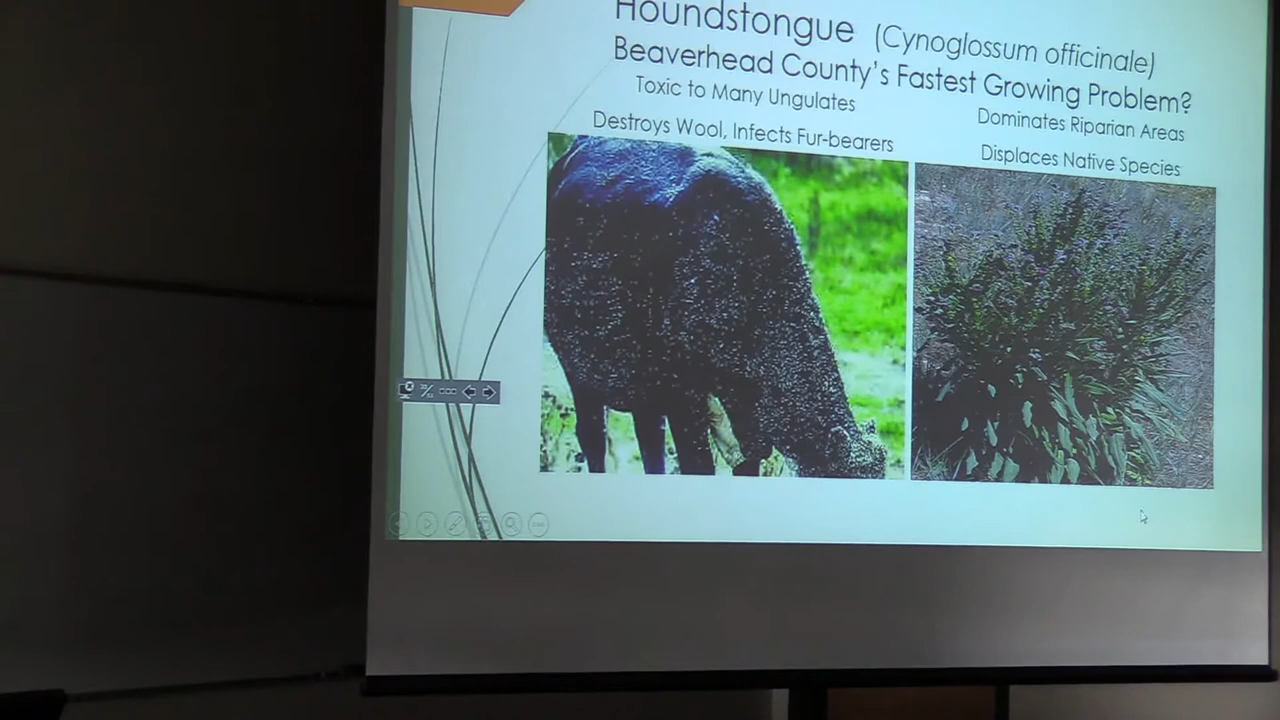 Houndstongue (Cynoglossum officinale)
Beaverhead County's Fastest Growing Problem?
Toxic to Many Ungulates
Destroys Wool, Infects Fur-bearers
Dominates Riparian Areas
Displaces Native Species